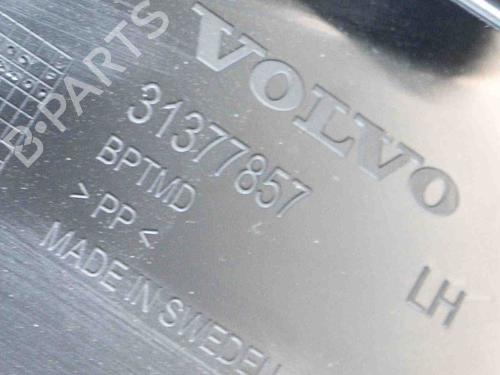 VOLVO
31377857
BPTMD
>PP<
LH
MADE IN SWEDEN
B-PARTS